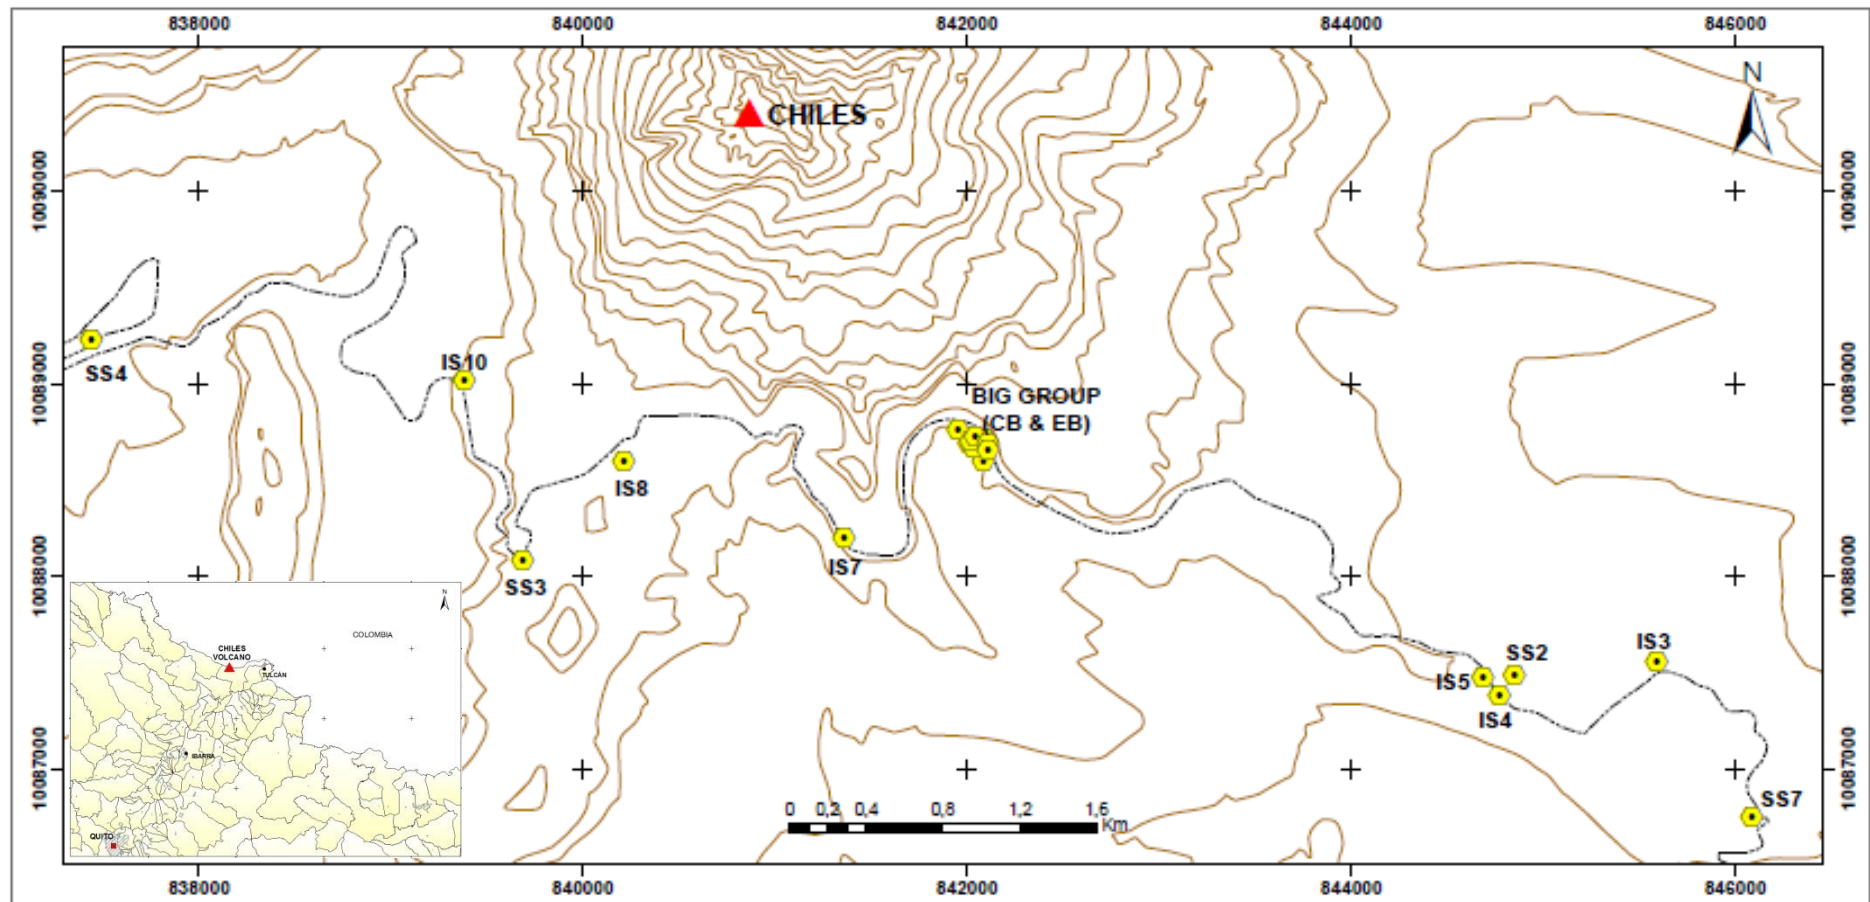 838000 840000 842000 844000 846000
N
CHILES
10090000 10090000
SS4
IS10
10089000 10089000
BIG GROUP
(CB & EB)
IS8
IS7
SS3
10088000 10088000
IS3
SS2
IS5
IS4
10087000 10087000
SS7
0 0,2 0,4 0,8 1,2 1,6
Km
N
COLOMBIA
CHILES
VOLCANO
TULCÁN
IBARRA
QUITO
838000 840000 842000 844000 846000